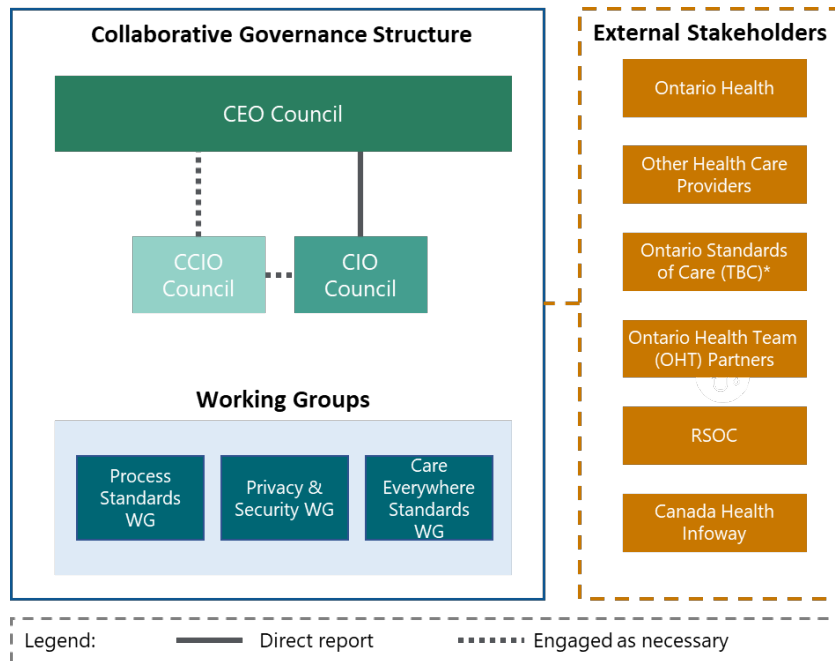 Collaborative Governance Structure
CEO Council
CCIO
Council
CIO
Council
Working Groups
Process
Standards
WG
Privacy &
Security WG
Care
Everywhere
Standards
WG
External Stakeholders
Ontario Health
Other Health Care
Providers
Ontario Standards
of Care (TBC)*
Ontario Health Team
(OHT) Partners
RSOC
Canada Health
Infoway
Legend:
Direct report
Engaged as necessary